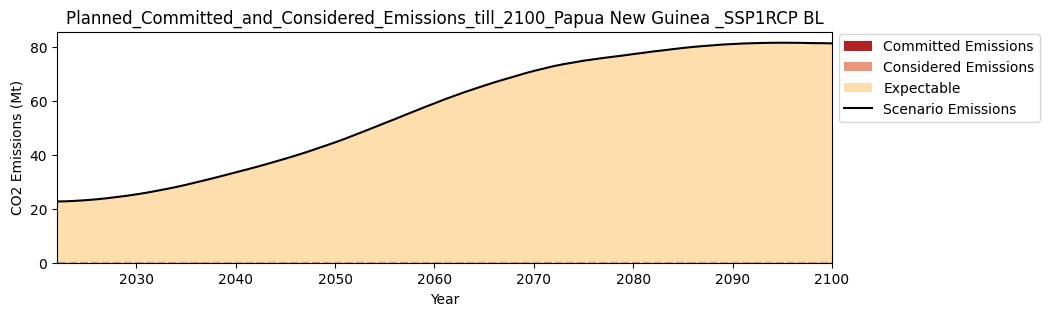 Planned_Committed_and_Considered_Emissions_till_2100_Papua New Guinea _SSP1RCP BL
80
60
40
20
0
CO2 Emissions (Mt)
2030 2040 2050 2060 2070 2080 2090 2100
Year
Committed Emissions
Considered Emissions
Expectable
Scenario Emissions